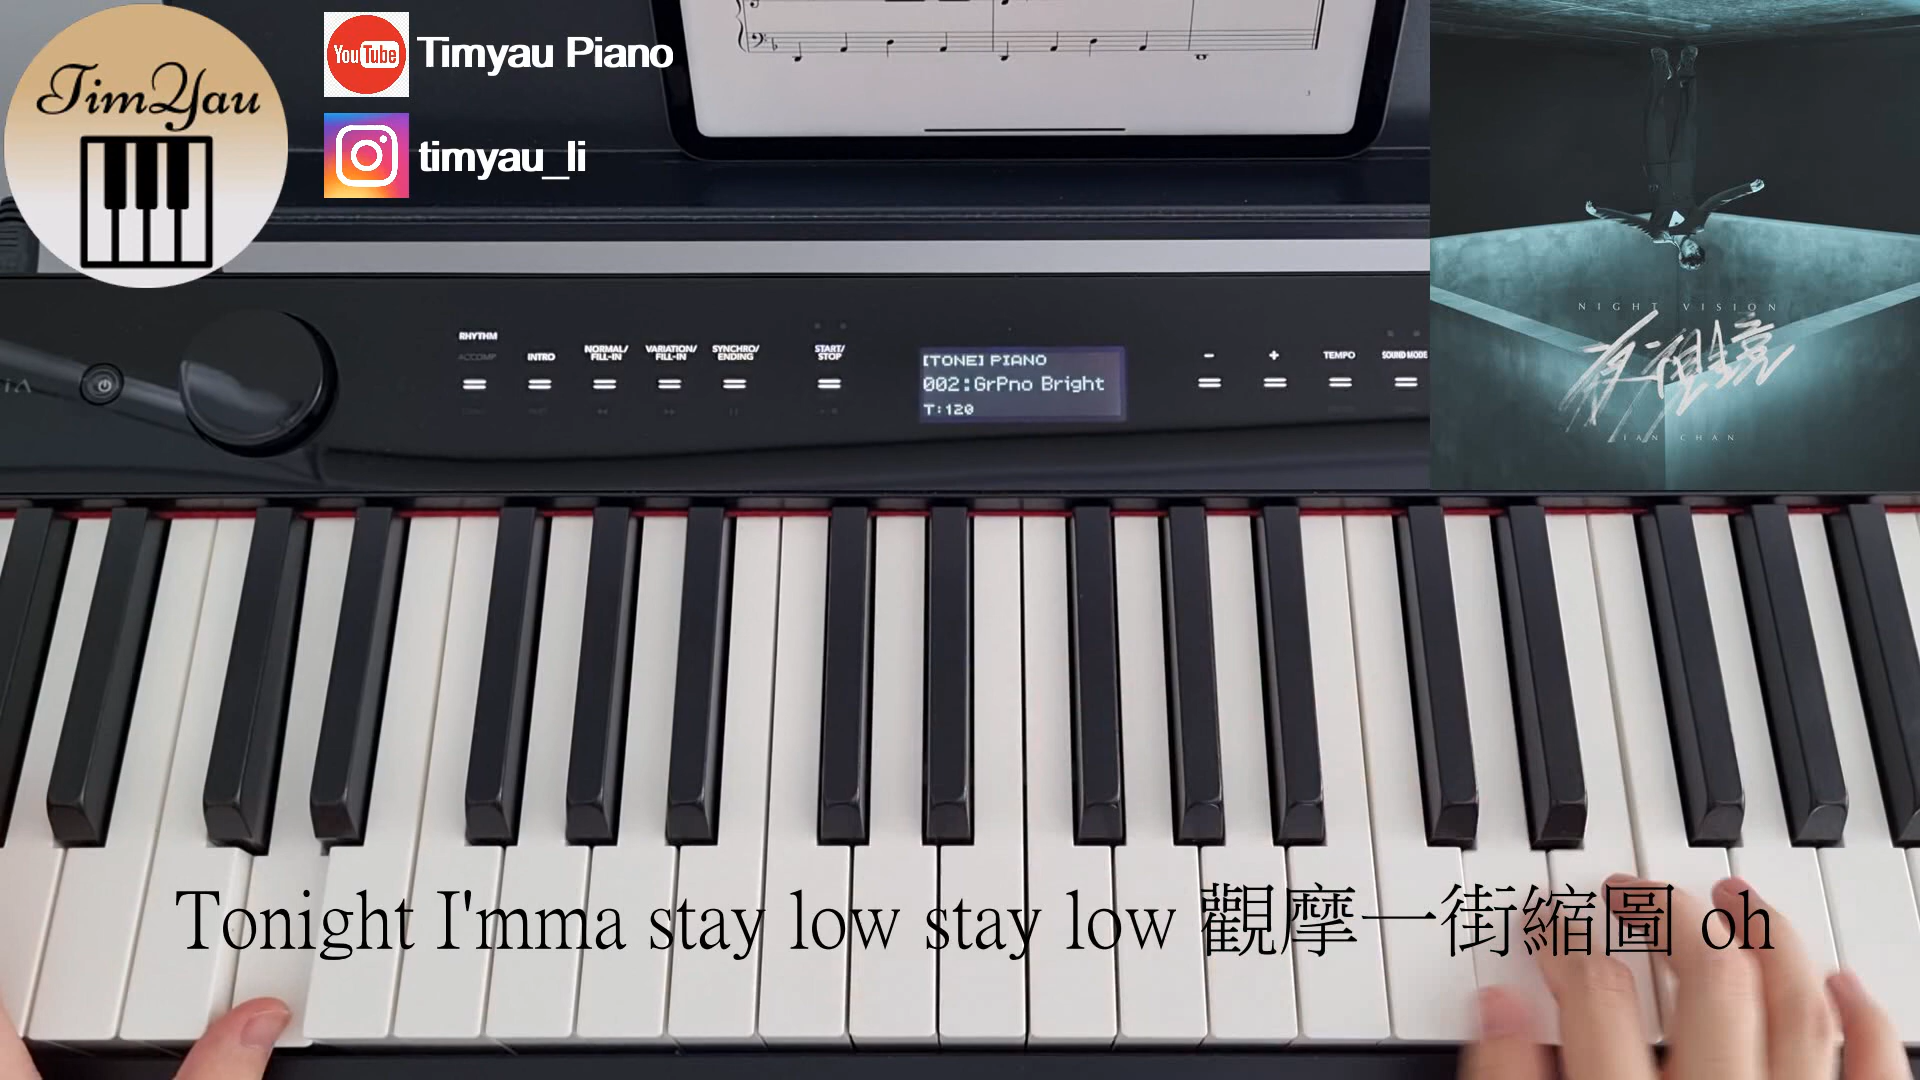 TimYau
YouTube
Timyau Piano
timyau_li
RHYTHM
ACCOMP
INTRO
NORMAL/
FILL-IN
VARIATION/
FILL-IN
SYNCHRO/
ENDING
START/
STOP
[TONE] PIANO
002:GrPno Bright
T:120
-
+
TEMPO
SOUND MODE
NIGHT VISION
夜視鏡
IAN CHAN
Tonight I'mma stay low stay low 觀摩一街縮圖 oh